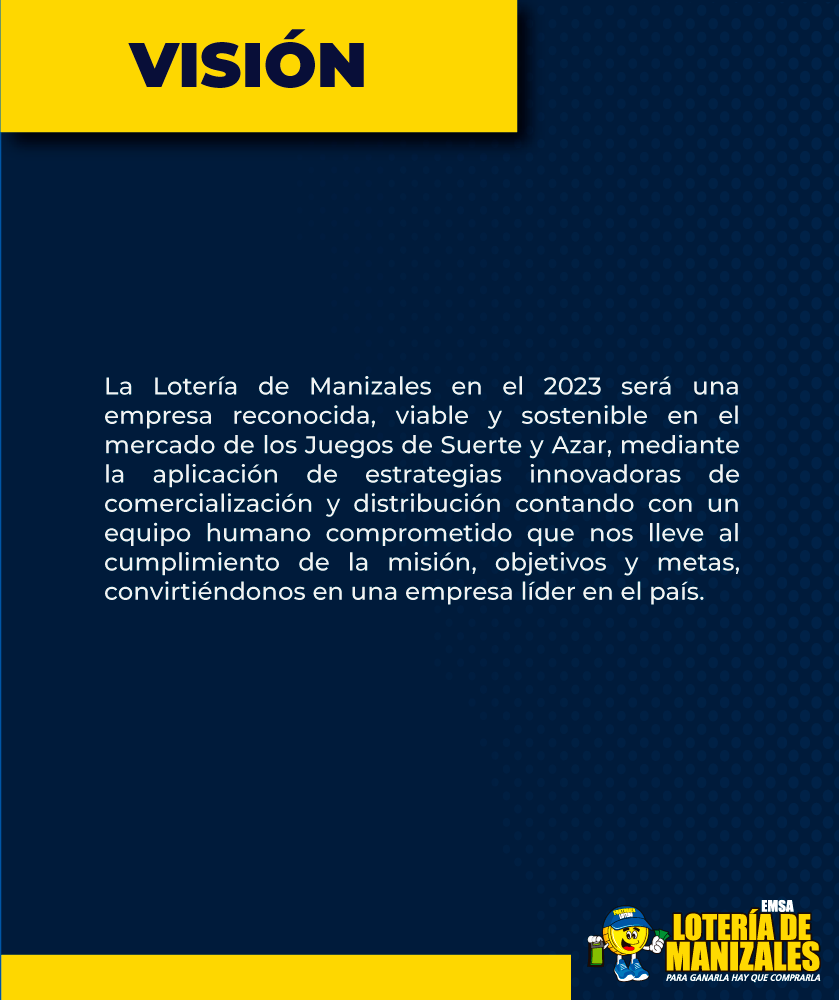 VISIÓN
La Lotería de Manizales en el 2023 será una
empresa reconocida, viable y sostenible en el
mercado de los Juegos de Suerte y Azar, mediante
la aplicación de estrategias innovadoras de
comercialización y distribución contando con un
equipo humano comprometido que nos lleve al
cumplimiento de la misión, objetivos y metas,
convirtiéndonos en una empresa líder en el país.
EMSA
LOTERÍA DE
MANIZALES
PARA GANARLA HAY QUE COMPRARLA